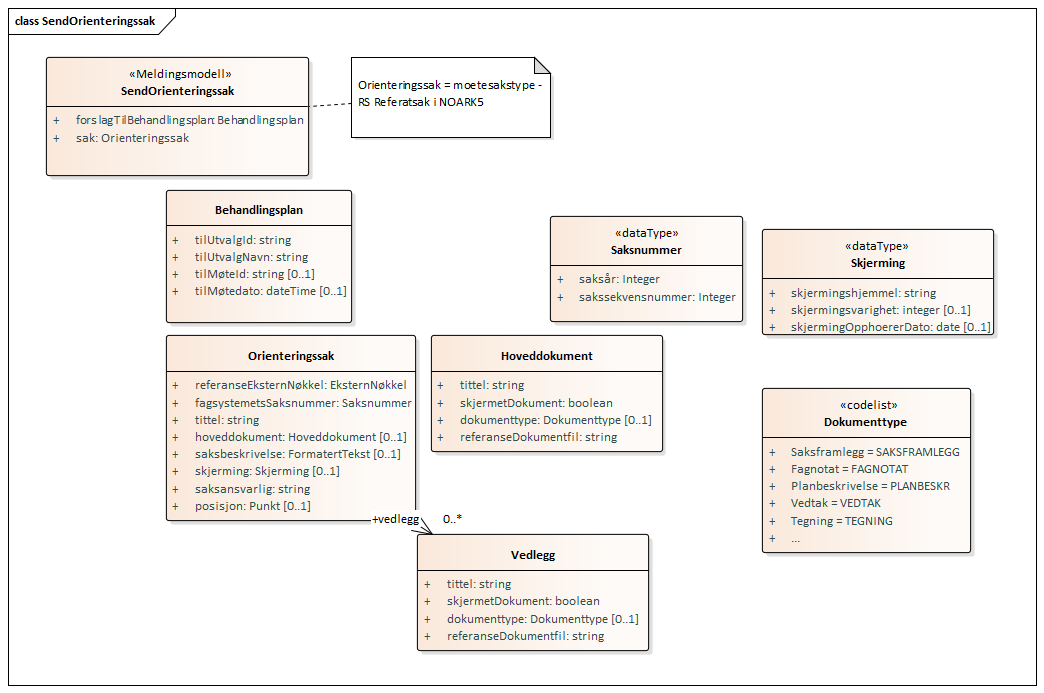 class SendOrienteringssak
«Meldingsmodell»
SendOrienteringssak
+ forslagTilBehandlingsplan: Behandlingsplan
+ sak: Orienteringssak
Orienteringssak = moetesakstype -
RS Referatsak i NOARK5
Behandlingsplan
+ tilUtvalgId: string
+ tilUtvalgNavn: string
+ tilMøteId: string [0..1]
+ tilMøtedato: dateTime [0..1]
«dataType»
Saksnummer
+ saksår: Integer
+ sakssekvensnummer: Integer
«dataType»
Skjerming
+ skjermingshjemmel: string
+ skjermingsvarighet: integer [0..1]
+ skjermingOpphoererDato: date [0..1]
Orienteringssak
+ referanseEksternNøkkel: EksternNøkkel
+ fagsystemetsSaksnummer: Saksnummer
+ tittel: string
+ hoveddokument: Hoveddokument [0..1]
+ saksbeskrivelse: FormatertTekst [0..1]
+ skjerming: Skjerming [0..1]
+ saksansvarlig: string
+ posisjon: Punkt [0..1]
Hoveddokument
+ tittel: string
+ skjermetDokument: boolean
+ dokumenttype: Dokumenttype [0..1]
+ referanseDokumentfil: string
«codelist»
Dokumenttype
+ Saksframlegg = SAKSFRAMLEGG
+ Fagnotat = FAGNOTAT
+ Planbeskrivelse = PLANBESKR
+ Vedtak = VEDTAK
+ Tegning = TEGNING
+ ...
+vedlegg 0..*
Vedlegg
+ tittel: string
+ skjermetDokument: boolean
+ dokumenttype: Dokumenttype [0..1]
+ referanseDokumentfil: string